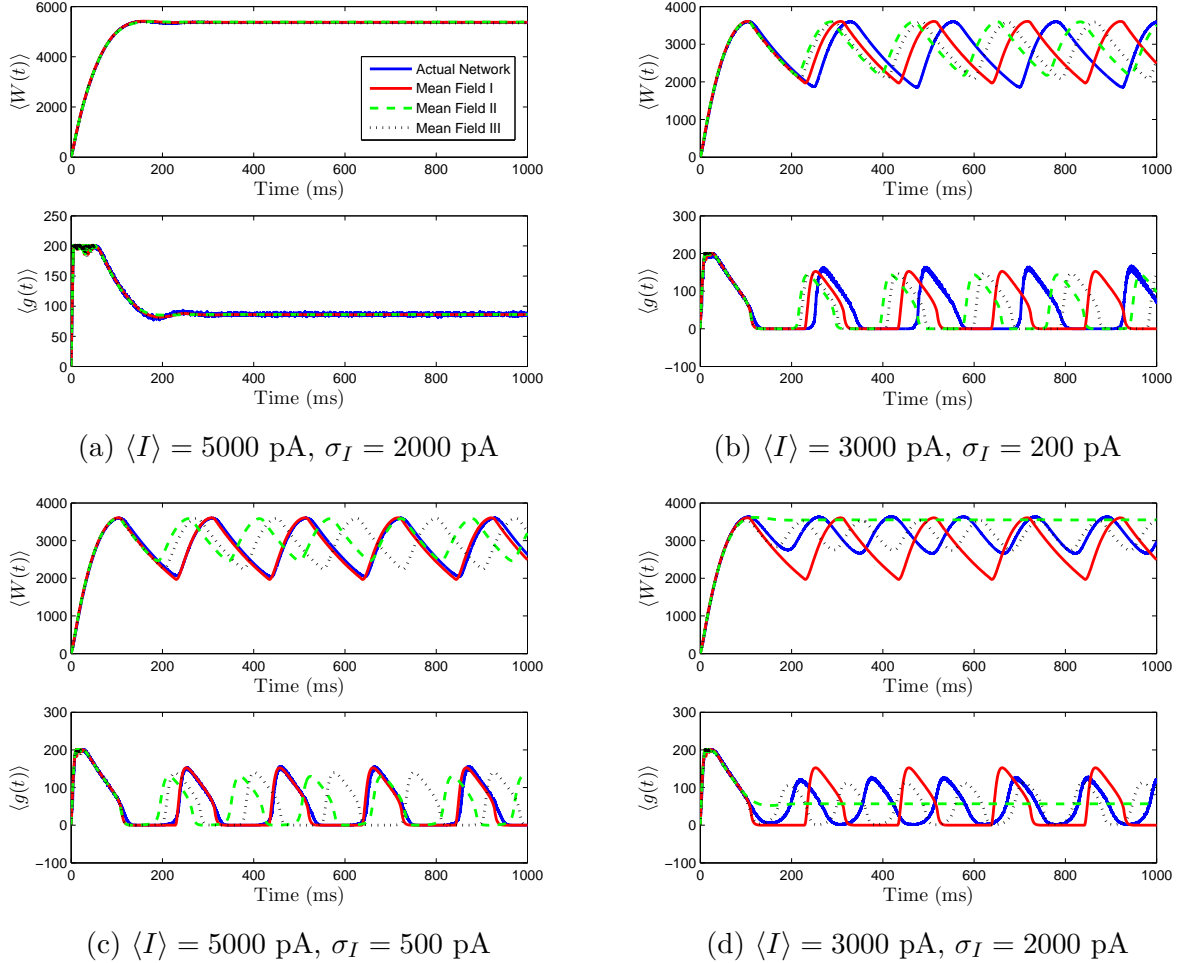 6000
4000
2000
0
⟨W(t)⟩
0 200 400 600 800 1000
Time (ms)
Actual Network
Mean Field I
Mean Field II
Mean Field III
250
200
150
100
50
0
⟨g(t)⟩
0 200 400 600 800 1000
Time (ms)
(a) ⟨I⟩ = 5000 pA, σ_I = 2000 pA
4000
3000
2000
1000
0
⟨W(t)⟩
0 200 400 600 800 1000
Time (ms)
300
200
100
0
−100
⟨g(t)⟩
0 200 400 600 800 1000
Time (ms)
(b) ⟨I⟩ = 3000 pA, σ_I = 200 pA
4000
3000
2000
1000
0
⟨W(t)⟩
0 200 400 600 800 1000
Time (ms)
300
200
100
0
−100
⟨g(t)⟩
0 200 400 600 800 1000
Time (ms)
(c) ⟨I⟩ = 5000 pA, σ_I = 500 pA
4000
3000
2000
1000
0
⟨W(t)⟩
0 200 400 600 800 1000
Time (ms)
300
200
100
0
−100
⟨g(t)⟩
0 200 400 600 800 1000
Time (ms)
(d) ⟨I⟩ = 3000 pA, σ_I = 2000 pA